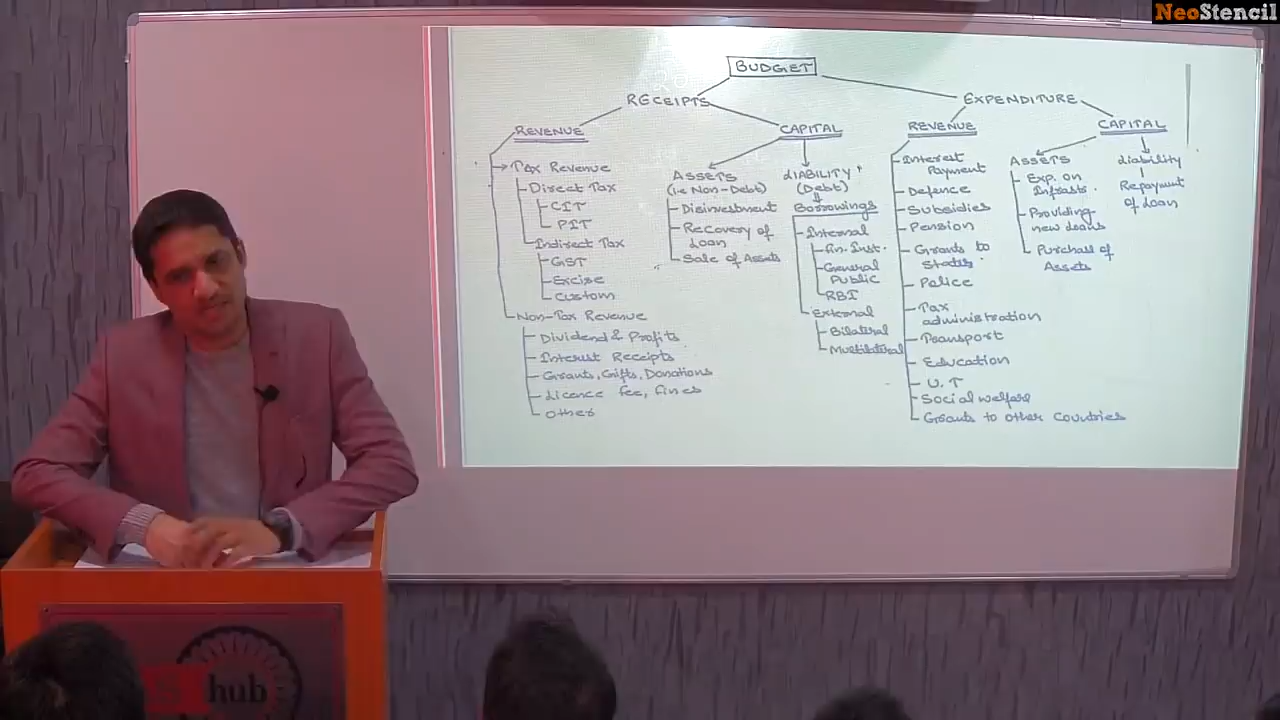 NeoStencil
BUDGET
RECEIPTS
REVENUE
Tax Revenue
Direct Tax
CIT
PIT
Indirect Tax
GST
Excise
Custom
Non-Tax Revenue
Dividend & Profits
Interest Receipts
Grants, Gifts, Donations
Licence fee, fines
Other
CAPITAL
ASSETS
(i.e Non-Debt)
Disinvestment
Recovery of
Loan
Sale of Assets
LIABILITY
(Debt)
Borrowings
Internal
Fin. Inst.
General
Public
RBI
External
Bilateral
Multilateral
EXPENDITURE
REVENUE
Interest
Payment
Defence
Subsidies
Pension
Grants to
States
Police
Tax
administration
Transport
Education
U.T
Social welfare
Grants to other Countries
CAPITAL
ASSETS
Exp. on
Infrastr.
Providing
new loans
Purchase of
Assets
Liability
Repayment
of Loan
hub